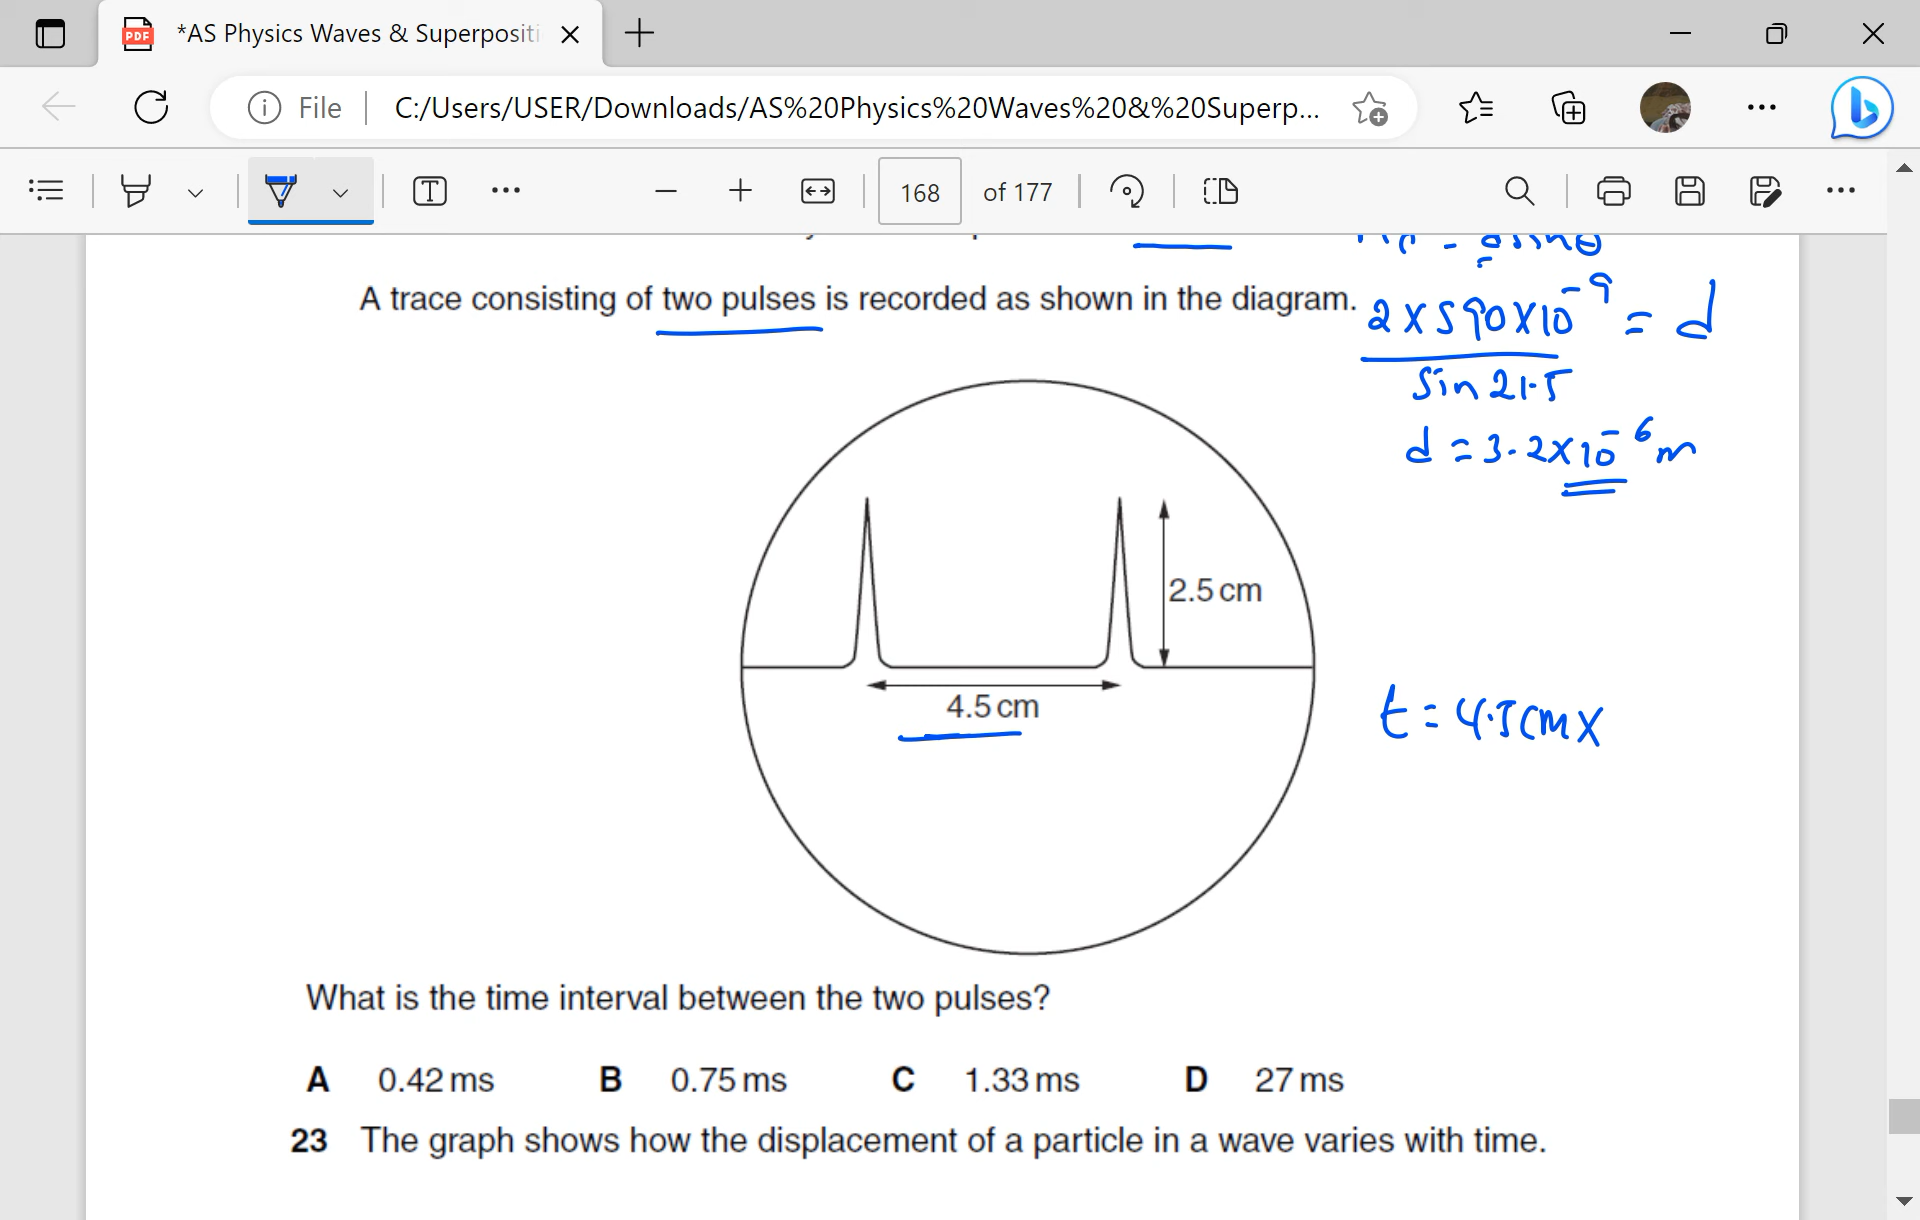 *AS Physics Waves & Superpositi
File
C:/Users/USER/Downloads/AS%20Physics%20Waves%20&%20Superp...
168 of 177
A trace consisting of two pulses is recorded as shown in the diagram.
2×590×10⁻⁹ = d
sin 21.5
d = 3.2×10⁻⁶ m
2.5 cm
4.5 cm
t = 4.5cm×
What is the time interval between the two pulses?
A 0.42 ms B 0.75 ms C 1.33 ms D 27 ms
23 The graph shows how the displacement of a particle in a wave varies with time.